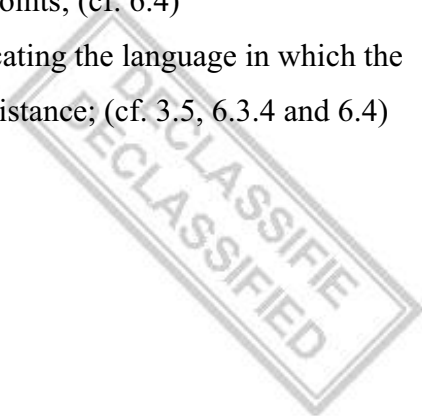 oints; (cf. 6.4)
cating the language in which the
istance; (cf. 3.5, 6.3.4 and 6.4)
DECLASSIFIE
DECLASSIFIED